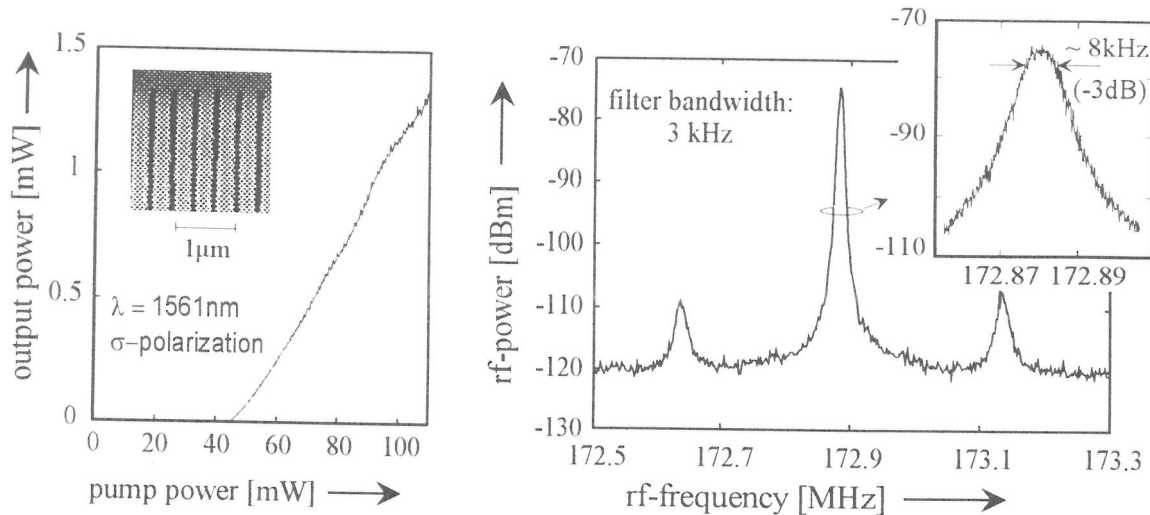 1.5
1
0.5
0
output power [mW]
1μm
λ = 1561nm
σ–polarization
0 20 40 60 80 100
pump power [mW]
-70
-80
-90
-100
-110
-120
-130
rf-power [dBm]
filter bandwidth:
3 kHz
172.5 172.7 172.9 173.1 173.3
rf-frequency [MHz]
-70
-90
-110
~ 8kHz
(-3dB)
172.87 172.89